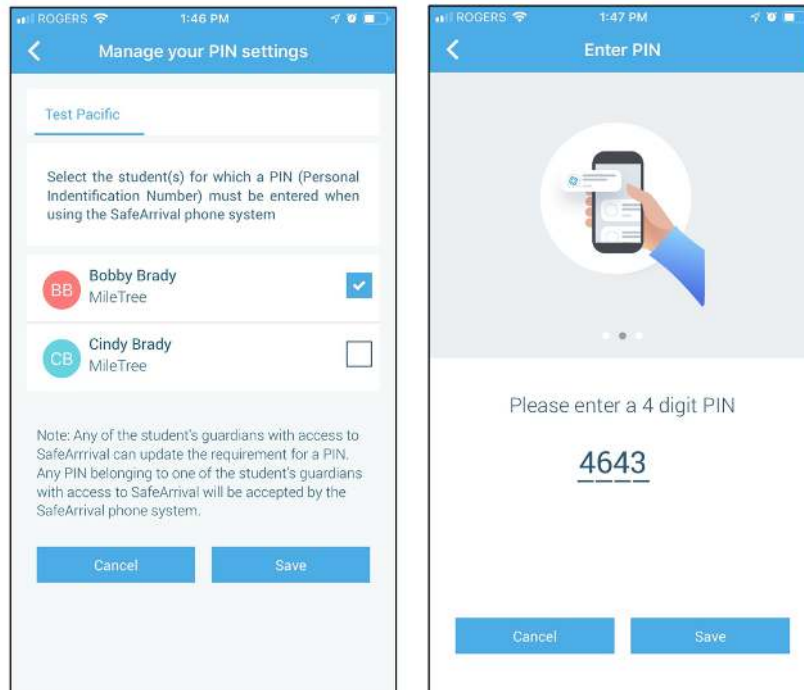 ROGERS 1:46 PM
Manage your PIN settings
Test Pacific
Select the student(s) for which a PIN (Personal
Indentification Number) must be entered when
using the SafeArrival phone system
BB
Bobby Brady
MileTree
CB
Cindy Brady
MileTree
Note: Any of the student's guardians with access to
SafeArrrival can update the requirement for a PIN.
Any PIN belonging to one of the student's guardians
with access to SafeArrival will be accepted by the
SafeArrival phone system.
Cancel
Save
ROGERS 1:47 PM
Enter PIN
Please enter a 4 digit PIN
4643
Cancel
Save